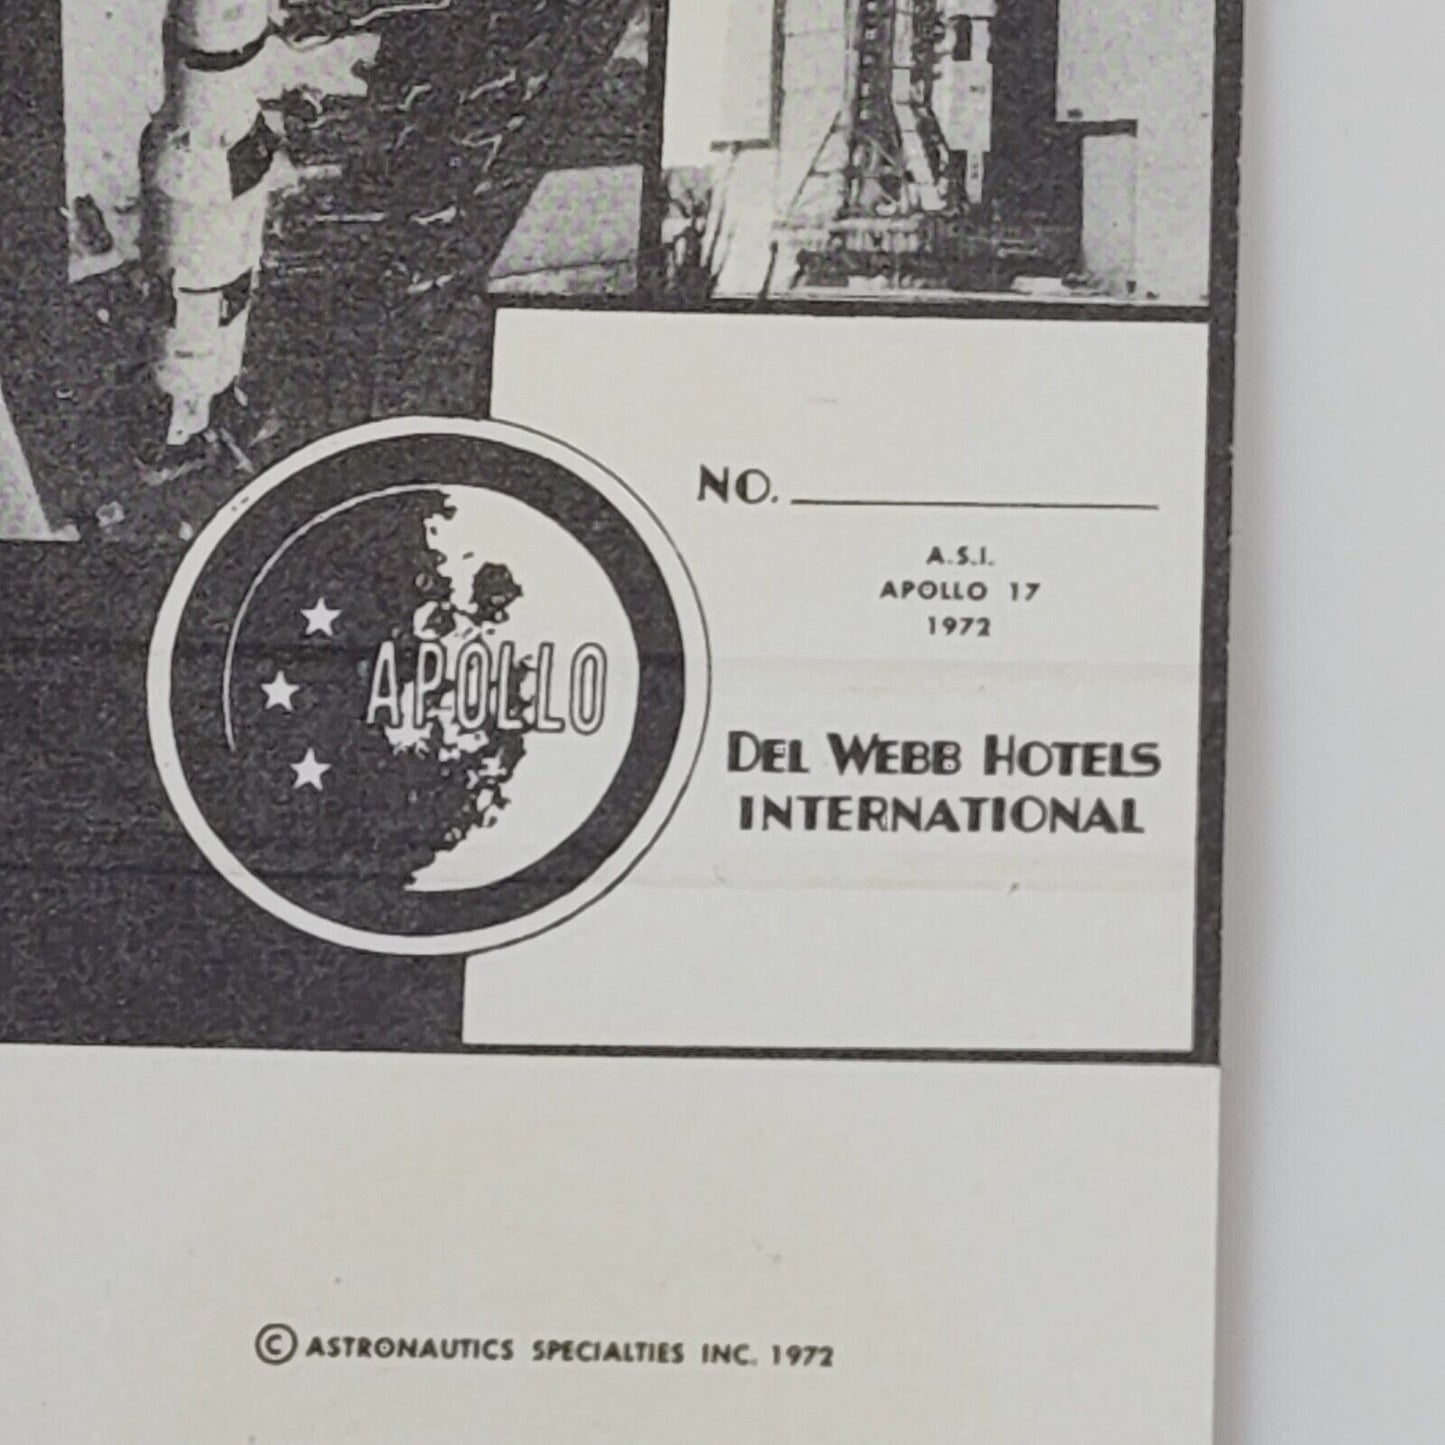 NO.
A.S.I.
APOLLO 17
1972
APOLLO
DEL WEBB HOTELS
INTERNATIONAL
© ASTRONAUTICS SPECIALTIES INC. 1972